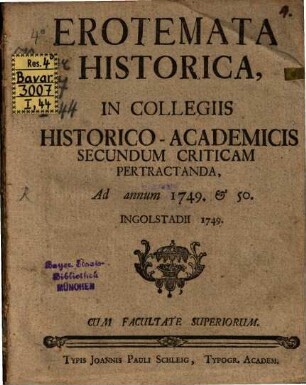 4.
Res. 4°
Bavar.
3007
I,44
EROTEMATA
HISTORICA,
IN COLLEGIIS
HISTORICO-ACADEMICIS
SECUNDUM CRITICAM
PERTRACTANDA,
Ad annum 1749. & 50.
INGOLSTADII 1749.
Bayer. Staats-
Bibliothek
MÜNCHEN
CUM FACULTATE SUPERIORUM.
TYPIS JOANNIS PAULI SCHLEIG, TYPOGR. ACADEM.